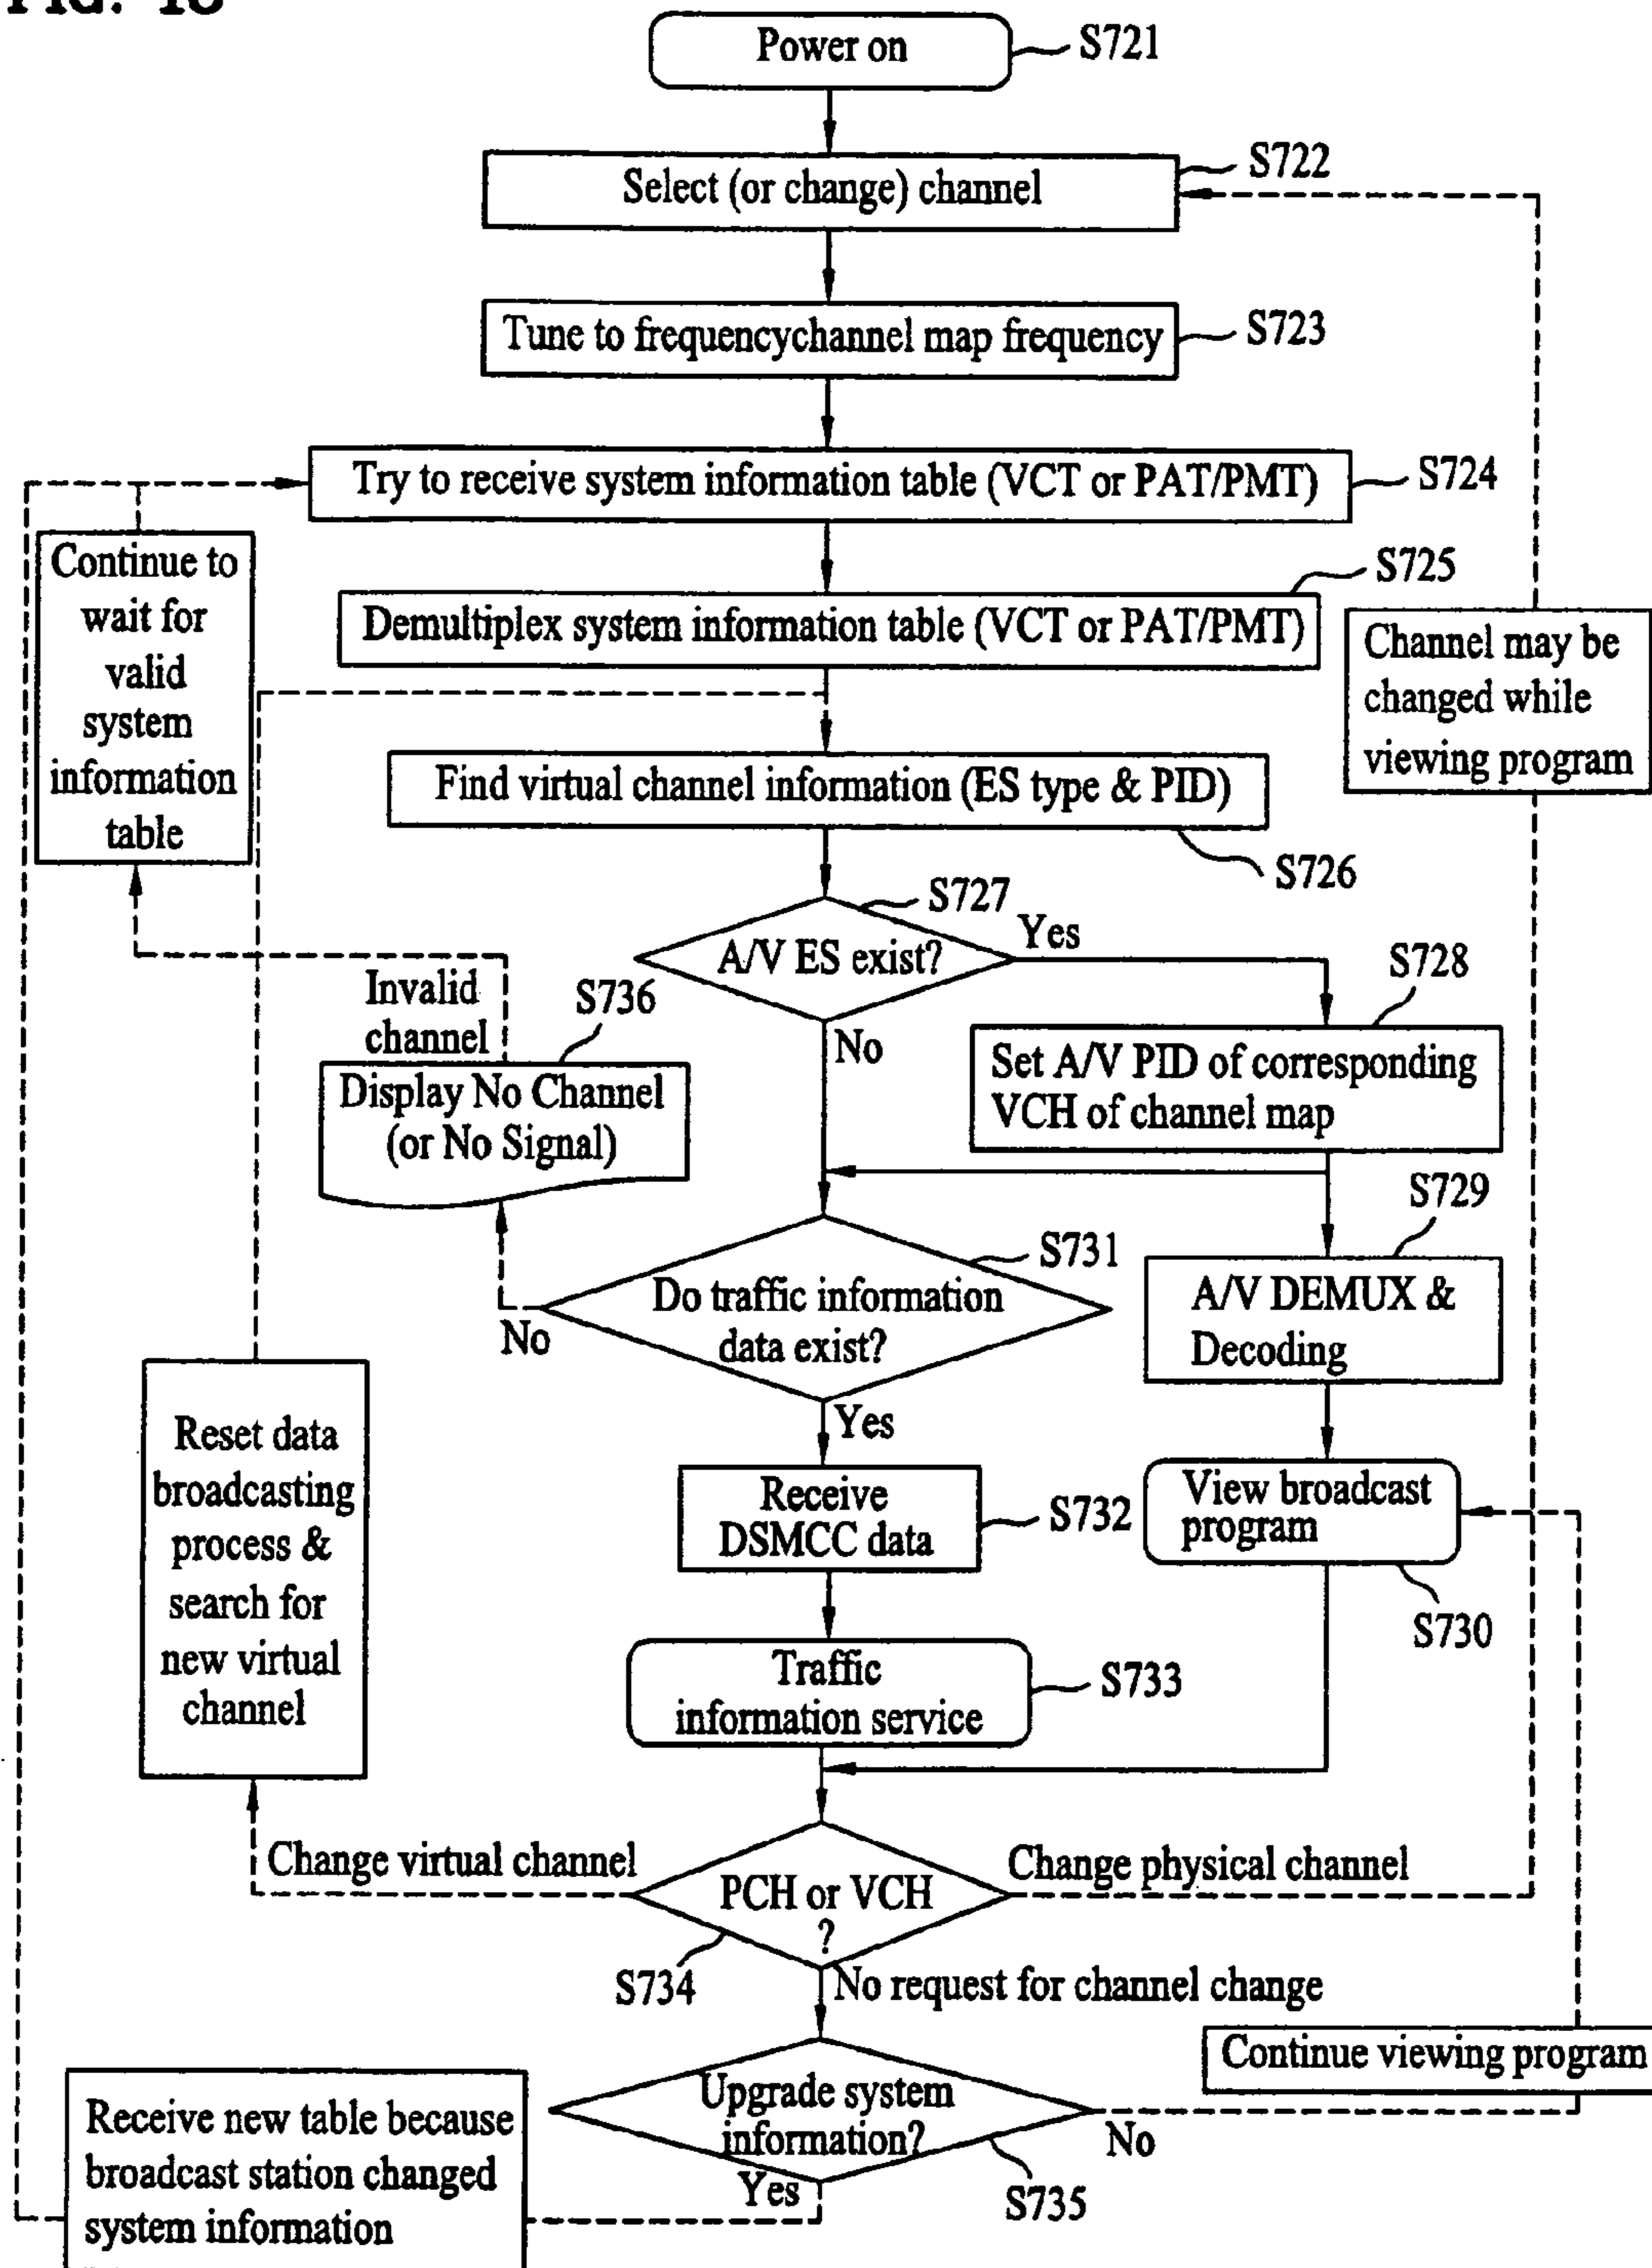 Power on
S721
Select (or change) channel
S722
Tune to frequencychannel map frequency
S723
Try to receive system information table (VCT or PAT/PMT)
S724
Continue to
wait for
valid
system
information
table
Demultiplex system information table (VCT or PAT/PMT)
S725
Channel may be
changed while
viewing program
Find virtual channel information (ES type & PID)
S726
A/V ES exist?
S727
Yes
No
Set A/V PID of corresponding
VCH of channel map
S728
Invalid
channel
Display No Channel
(or No Signal)
S736
Do traffic information
data exist?
S731
No
Yes
A/V DEMUX &
Decoding
S729
Reset data
broadcasting
process &
search for
new virtual
channel
Receive
DSMCC data
S732
View broadcast
program
S730
Traffic
information service
S733
Change virtual channel
PCH or VCH
?
S734
Change physical channel
No request for channel change
Continue viewing program
Upgrade system
information?
S735
No
Yes
Receive new table because
broadcast station changed
system information